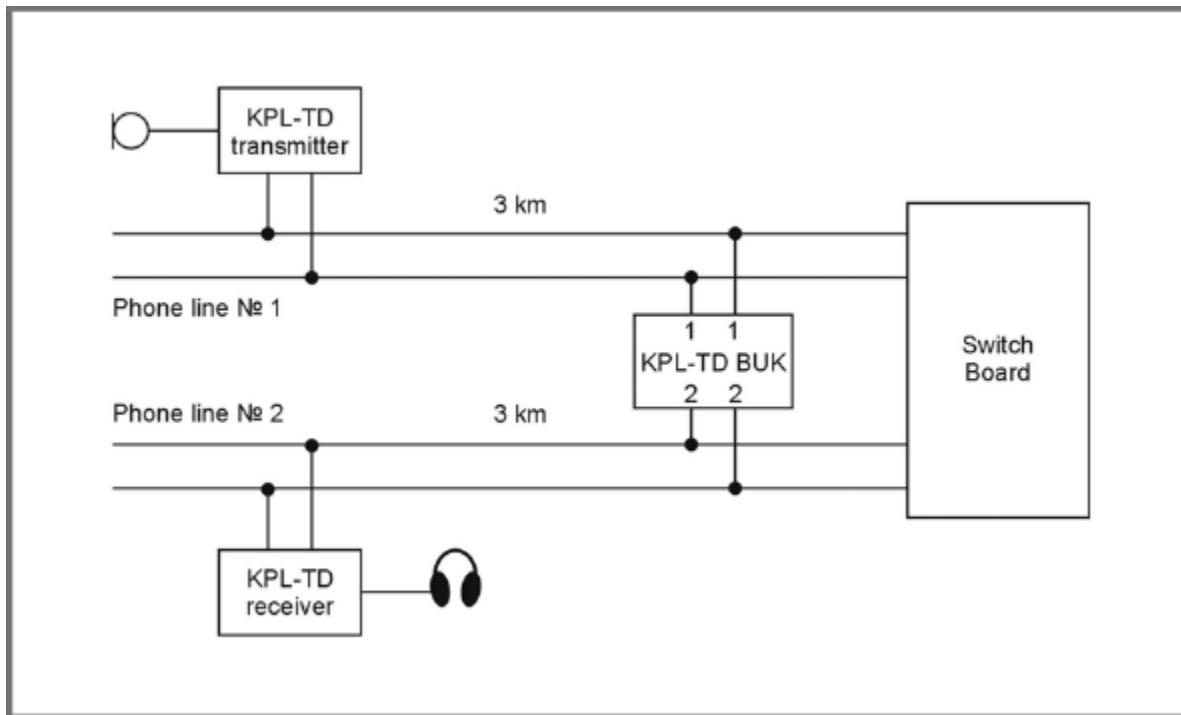 KPL-TD
transmitter
3 km
Phone line № 1
1 1
KPL-TD BUK
2 2
Switch
Board
Phone line № 2
3 km
KPL-TD
receiver